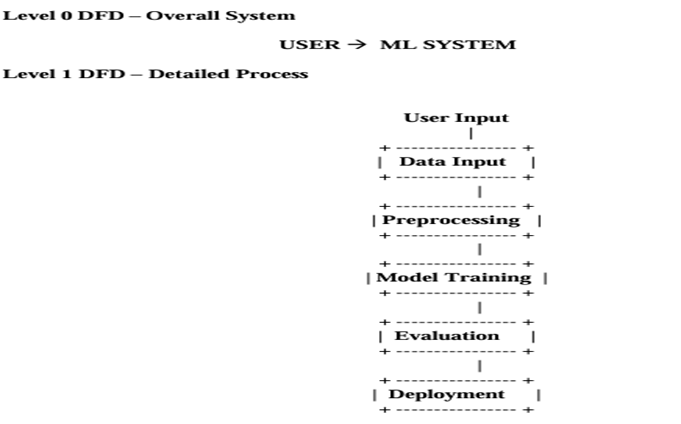 Level 0 DFD – Overall System
USER → ML SYSTEM
Level 1 DFD – Detailed Process
User Input
|
+ ---------------- +
| Data Input |
+ ---------------- +
|
+ ---------------- +
| Preprocessing |
+ ---------------- +
|
+ ---------------- +
| Model Training |
+ ---------------- +
|
+ ---------------- +
| Evaluation |
+ ---------------- +
|
+ ---------------- +
| Deployment |
+ ---------------- +